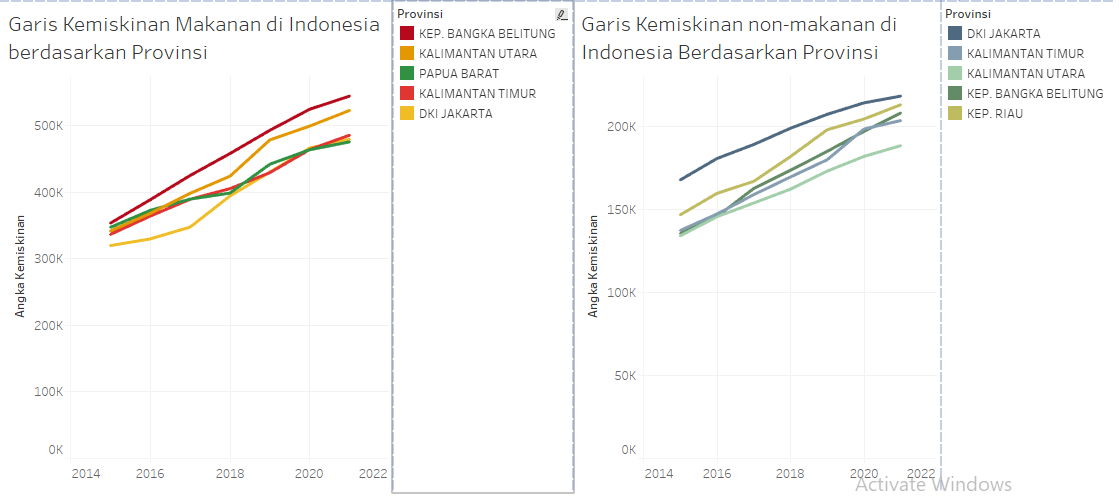 Garis Kemiskinan Makanan di Indonesia
berdasarkan Provinsi
500K
400K
300K
200K
100K
0K
Angka Kemiskinan
2014
2016
2018
2020
2022
Provinsi
KEP. BANGKA BELITUNG
KALIMANTAN UTARA
PAPUA BARAT
KALIMANTAN TIMUR
DKI JAKARTA
Garis Kemiskinan non-makanan di
Indonesia Berdasarkan Provinsi
200K
150K
100K
50K
0K
Angka Kemiskinan
2014
2016
2018
2020
2022
Provinsi
DKI JAKARTA
KALIMANTAN TIMUR
KALIMANTAN UTARA
KEP. BANGKA BELITUNG
KEP. RIAU
Activate Windows